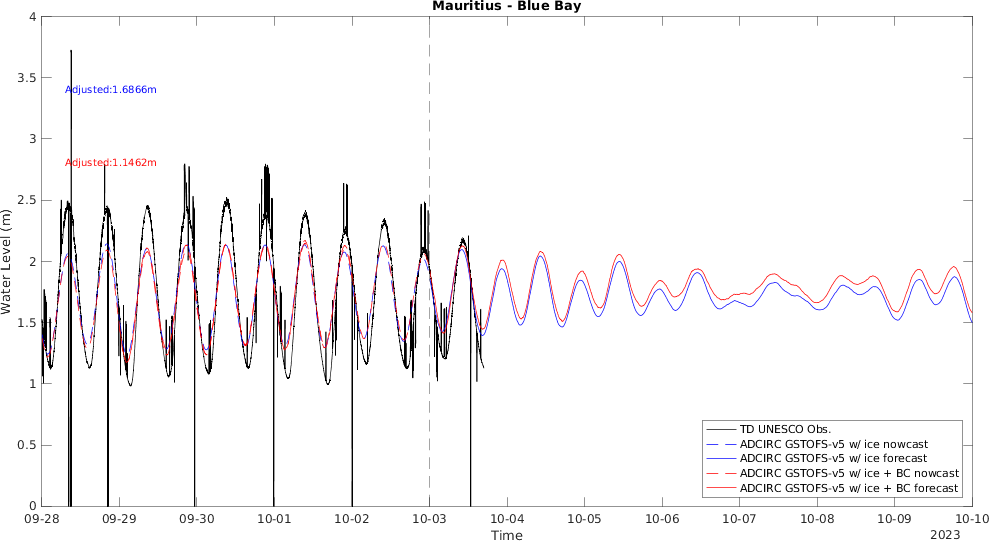 Mauritius - Blue Bay
4
3.5
3
2.5
2
1.5
1
0.5
0
Water Level (m)
Adjusted:1.6866m
Adjusted:1.1462m
TD UNESCO Obs.
ADCIRC GSTOFS-v5 w/ ice nowcast
ADCIRC GSTOFS-v5 w/ ice forecast
ADCIRC GSTOFS-v5 w/ ice + BC nowcast
ADCIRC GSTOFS-v5 w/ ice + BC forecast
09-28 09-29 09-30 10-01 10-02 10-03 10-04 10-05 10-06 10-07 10-08 10-09 10-10
Time
2023